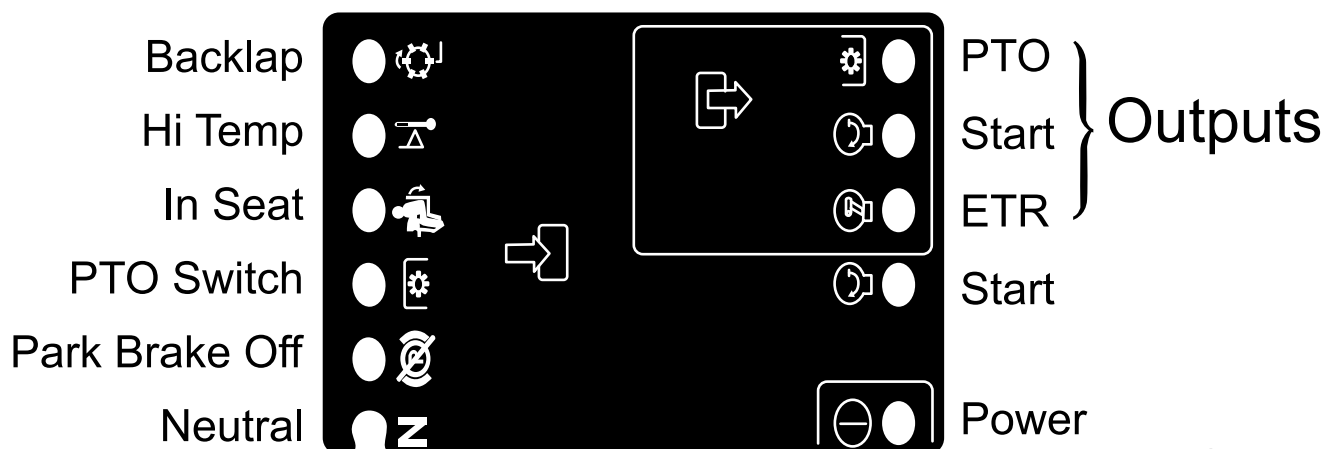 Backlap
Hi Temp
In Seat
PTO Switch
Park Brake Off
Neutral
N
PTO
Start
ETR
Outputs
Start
Power